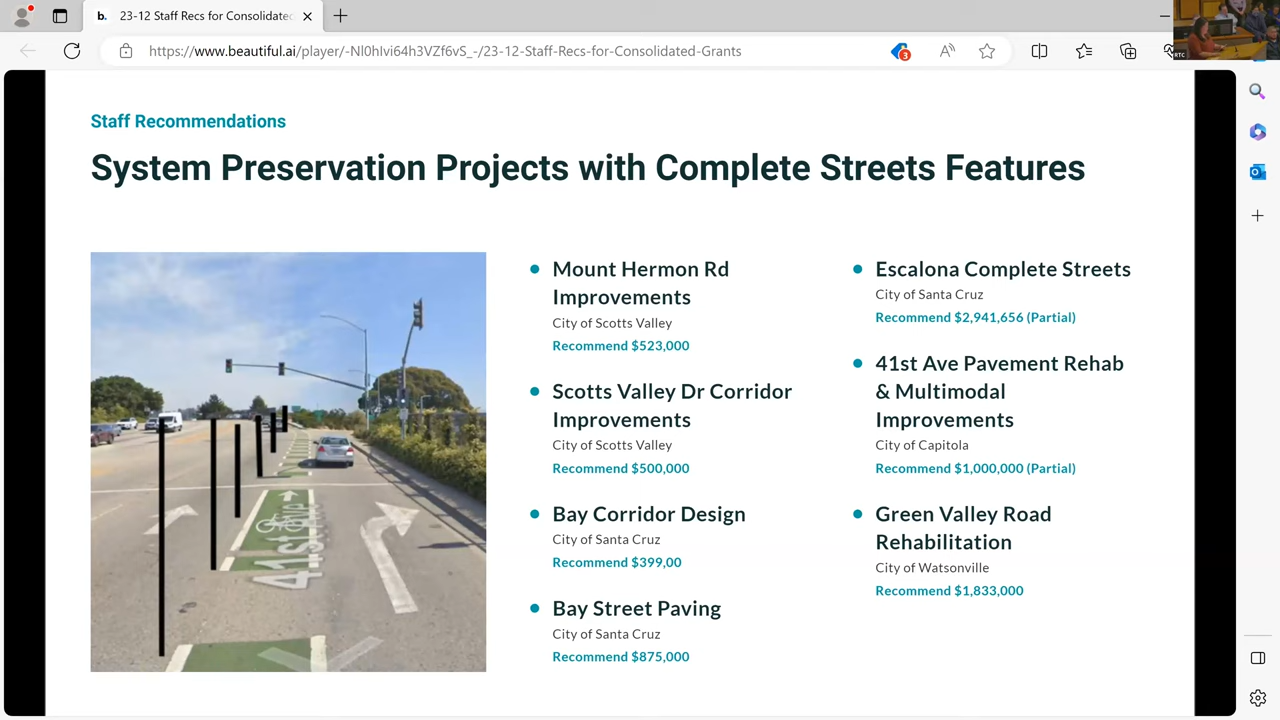 b. 23-12 Staff Recs for Consolidated
https://www.beautiful.ai/player/-Nl0hIvi64h3VZf6vS_-/23-12-Staff-Recs-for-Consolidated-Grants
3
RTC
Staff Recommendations
System Preservation Projects with Complete Streets Features
41st Ave
Mount Hermon Rd
Improvements
City of Scotts Valley
Recommend $523,000
Scotts Valley Dr Corridor
Improvements
City of Scotts Valley
Recommend $500,000
Bay Corridor Design
City of Santa Cruz
Recommend $399,00
Bay Street Paving
City of Santa Cruz
Recommend $875,000
Escalona Complete Streets
City of Santa Cruz
Recommend $2,941,656 (Partial)
41st Ave Pavement Rehab
& Multimodal
Improvements
City of Capitola
Recommend $1,000,000 (Partial)
Green Valley Road
Rehabilitation
City of Watsonville
Recommend $1,833,000